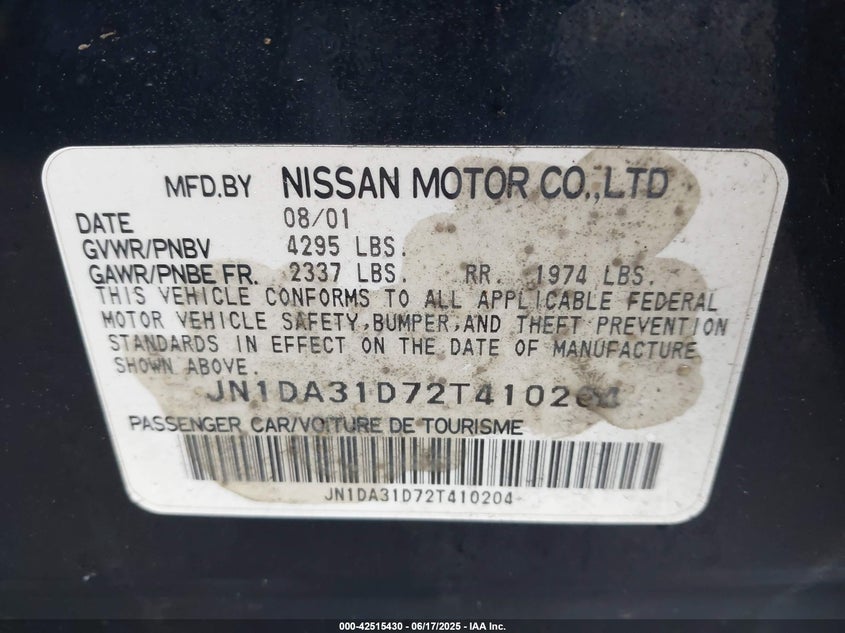 MFD.BY NISSAN MOTOR CO.,LTD
DATE 08/01
GVWR/PNBV 4295 LBS.
GAWR/PNBE FR. 2337 LBS. RR. 1974 LBS.
THIS VEHICLE CONFORMS TO ALL APPLICABLE FEDERAL
MOTOR VEHICLE SAFETY,BUMPER,AND THEFT PREVENTION
STANDARDS IN EFFECT ON THE DATE OF MANUFACTURE
SHOWN ABOVE.
JN1DA31D72T410204
PASSENGER CAR/VOITURE DE TOURISME
JN1DA31D72T410204
000-42515430 - 06/17/2025 - IAA Inc.